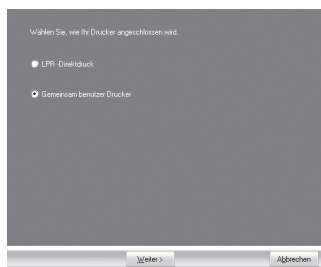 Wählen Sie, wie Ihr Drucker angeschlossen wird.
LPR -Direktdruck
Gemeinsam benutzer Drucker
Weiter >
Abbrechen